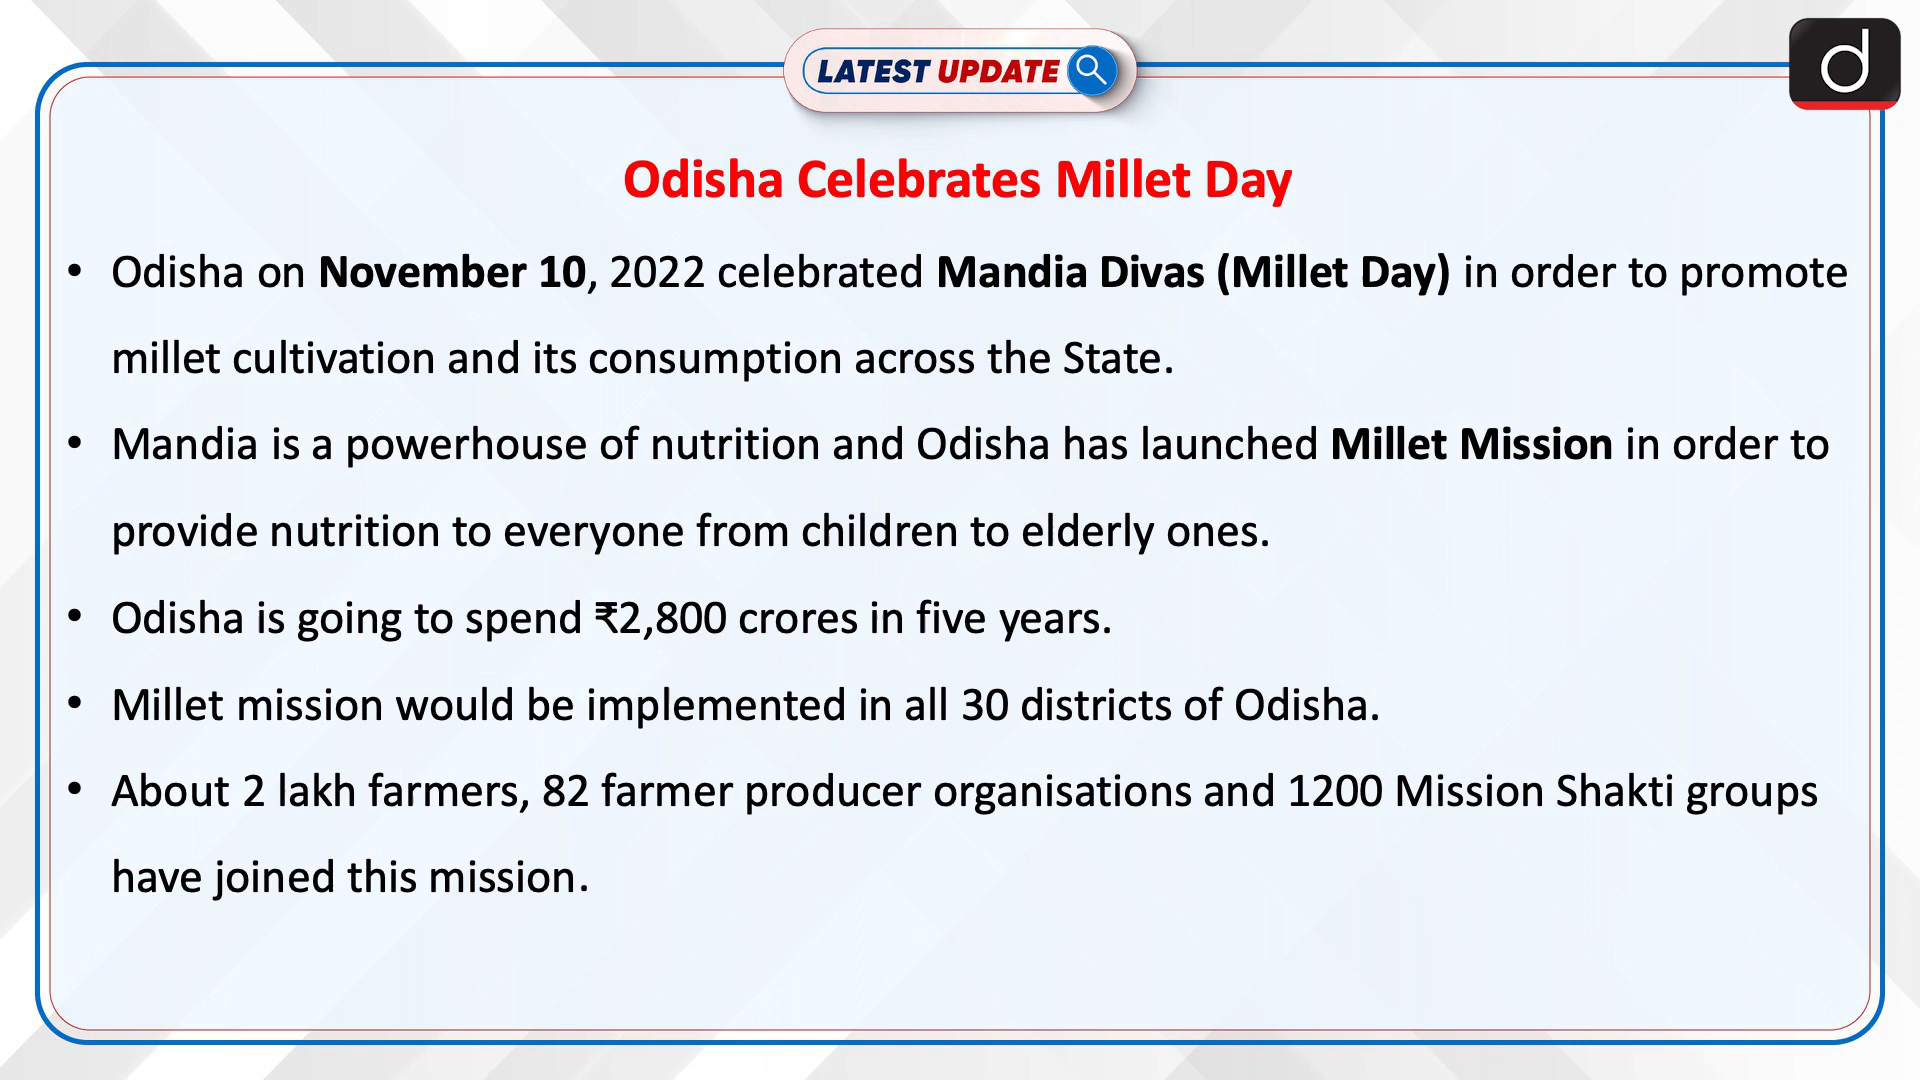 LATEST UPDATE
d
Odisha Celebrates Millet Day
• Odisha on November 10, 2022 celebrated Mandia Divas (Millet Day) in order to promote
millet cultivation and its consumption across the State.
• Mandia is a powerhouse of nutrition and Odisha has launched Millet Mission in order to
provide nutrition to everyone from children to elderly ones.
• Odisha is going to spend ₹2,800 crores in five years.
• Millet mission would be implemented in all 30 districts of Odisha.
• About 2 lakh farmers, 82 farmer producer organisations and 1200 Mission Shakti groups
have joined this mission.